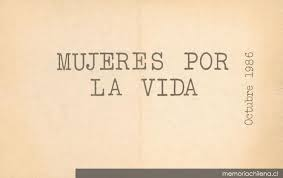 MUJERES POR
LA VIDA
Octubre 1986
memoriachilena.cl